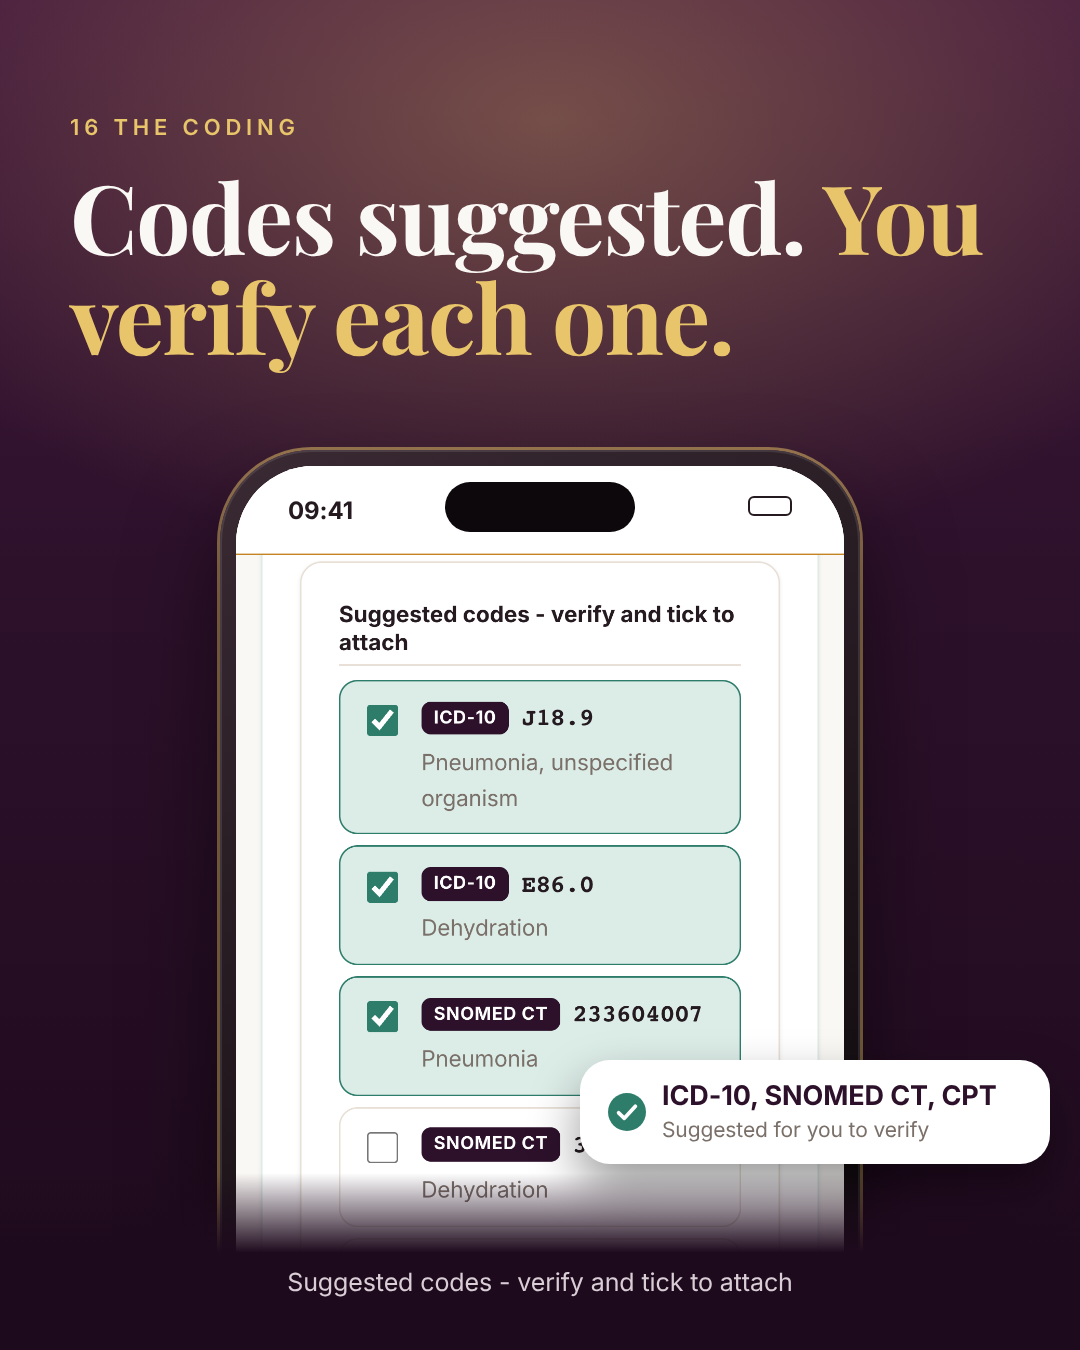 16 THE CODING
Codes suggested. You
verify each one.
09:41
Suggested codes - verify and tick to
attach
ICD-10 J18.9
Pneumonia, unspecified
organism
ICD-10 E86.0
Dehydration
SNOMED CT 233604007
Pneumonia
ICD-10, SNOMED CT, CPT
Suggested for you to verify
SNOMED CT
Dehydration
Suggested codes - verify and tick to attach